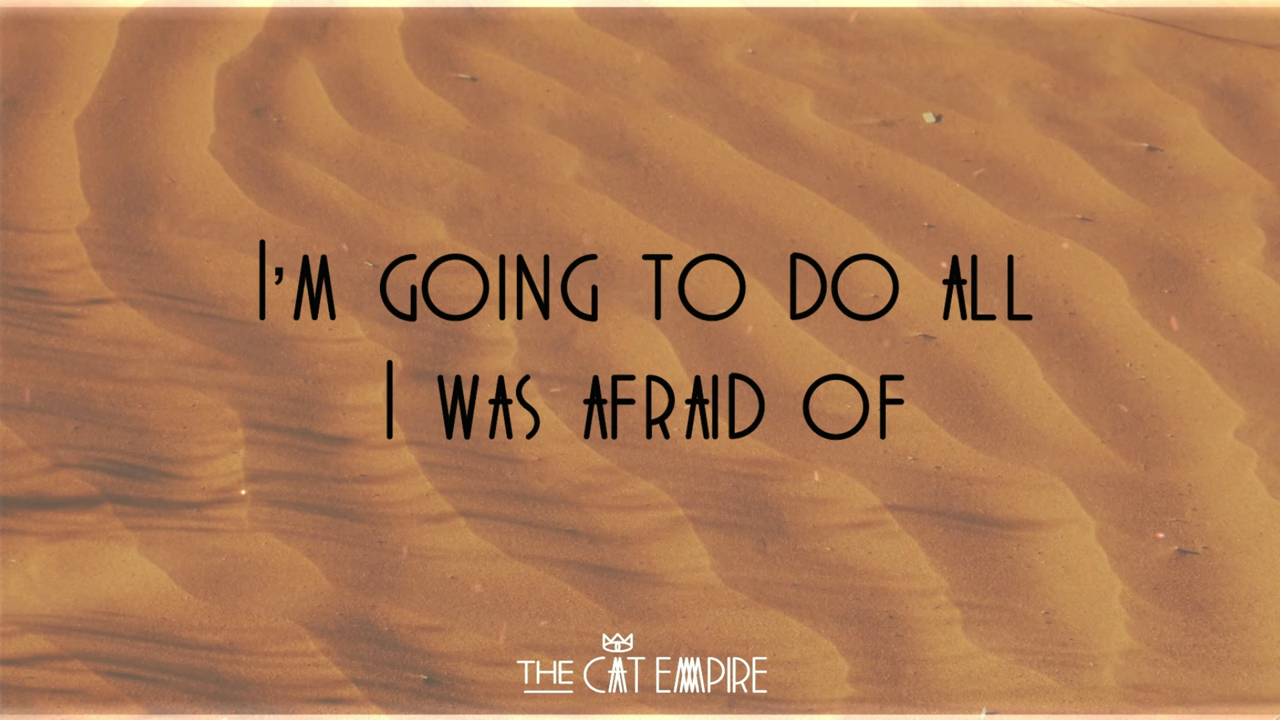 I'M GOING TO DO ALL
I WAS AFRAID OF
THE CAT EMPIRE